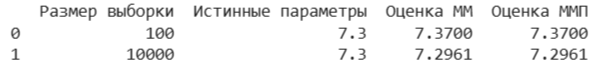 Размер выборки Истинные параметры Оценка ММ Оценка ММП
0 100 7.3 7.3700 7.3700
1 10000 7.3 7.2961 7.2961